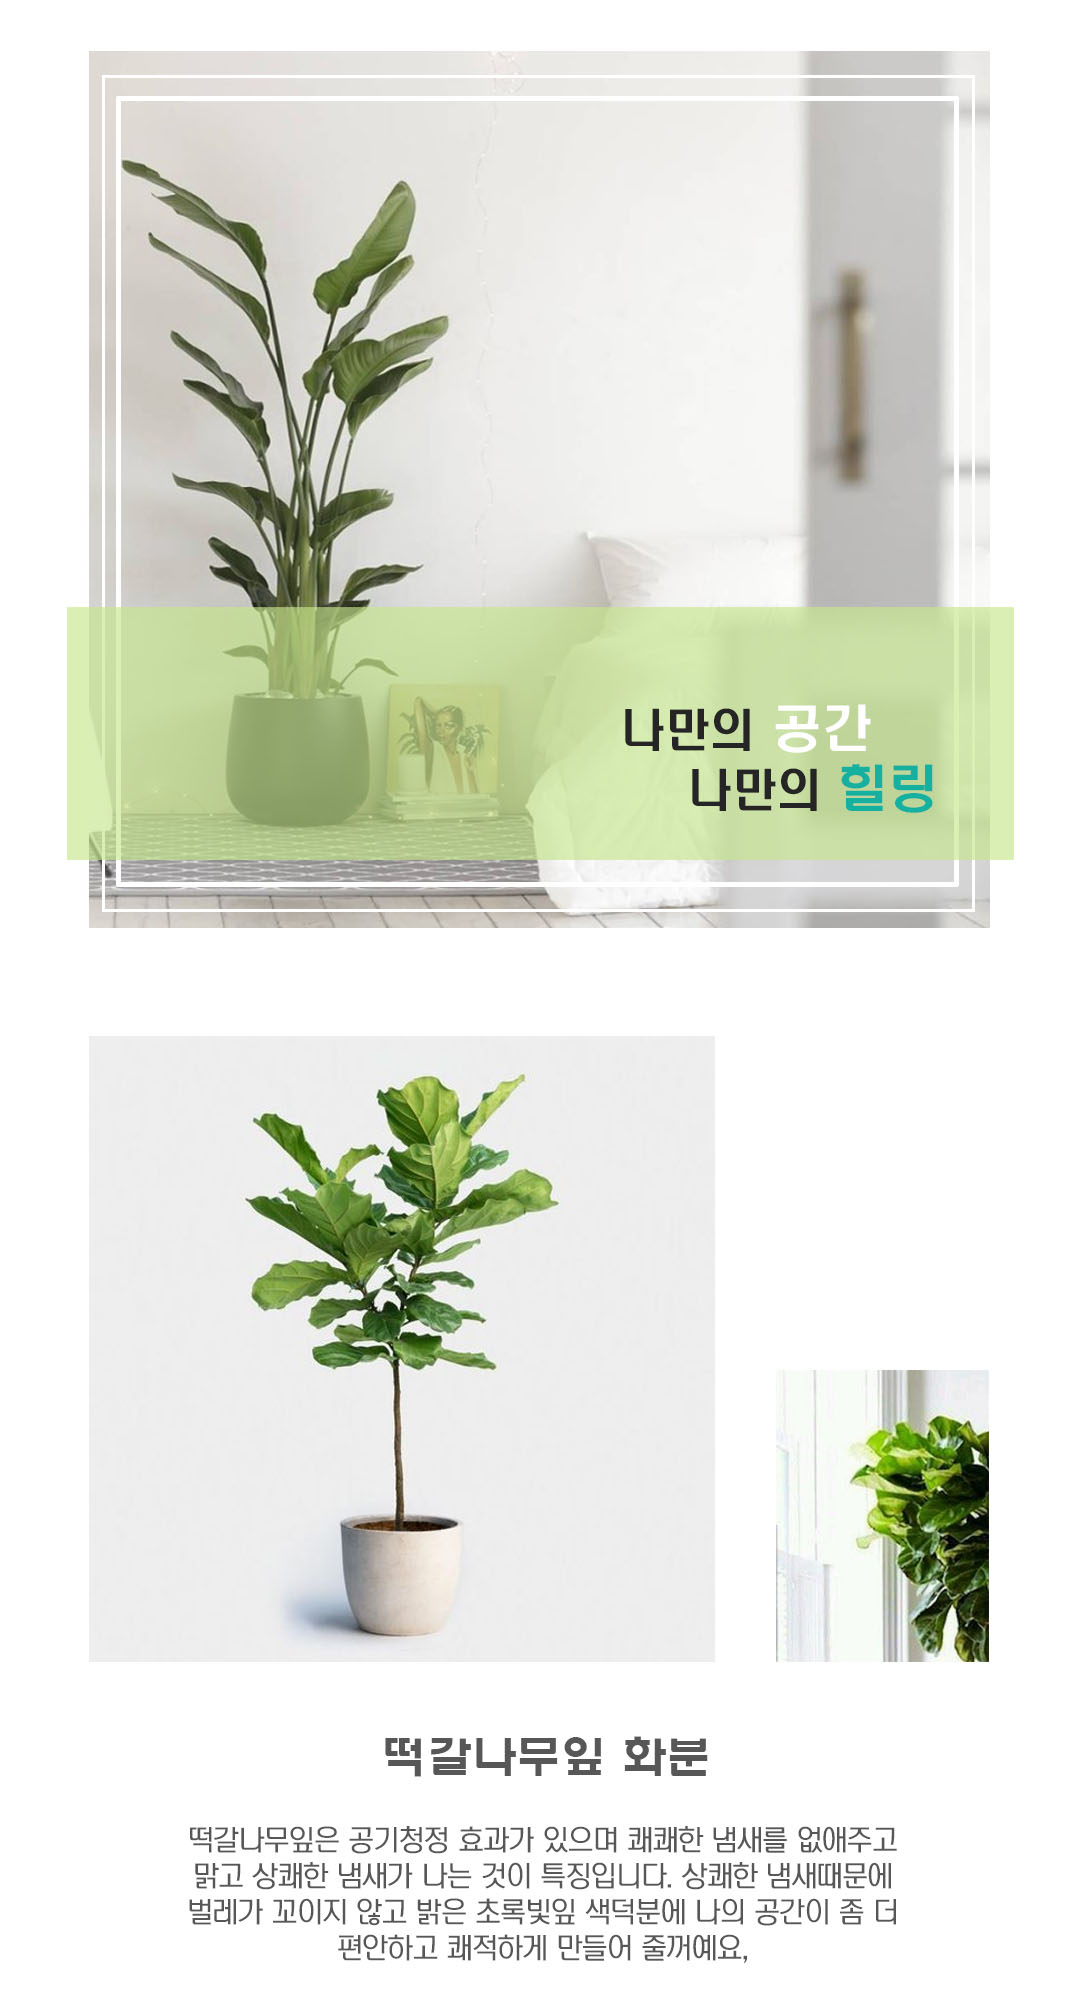 나만의 공간
나만의 힐링
떡갈나무잎 화분
떡갈나무잎은 공기청정 효과가 있으며 쾌쾌한 냄새를 없애주고
맑고 상쾌한 냄새가 나는 것이 특징입니다. 상쾌한 냄새때문에
벌레가 꼬이지 않고 밝은 초록빛잎 색덕분에 나의 공간이 좀 더
편안하고 쾌적하게 만들어 줄꺼예요,